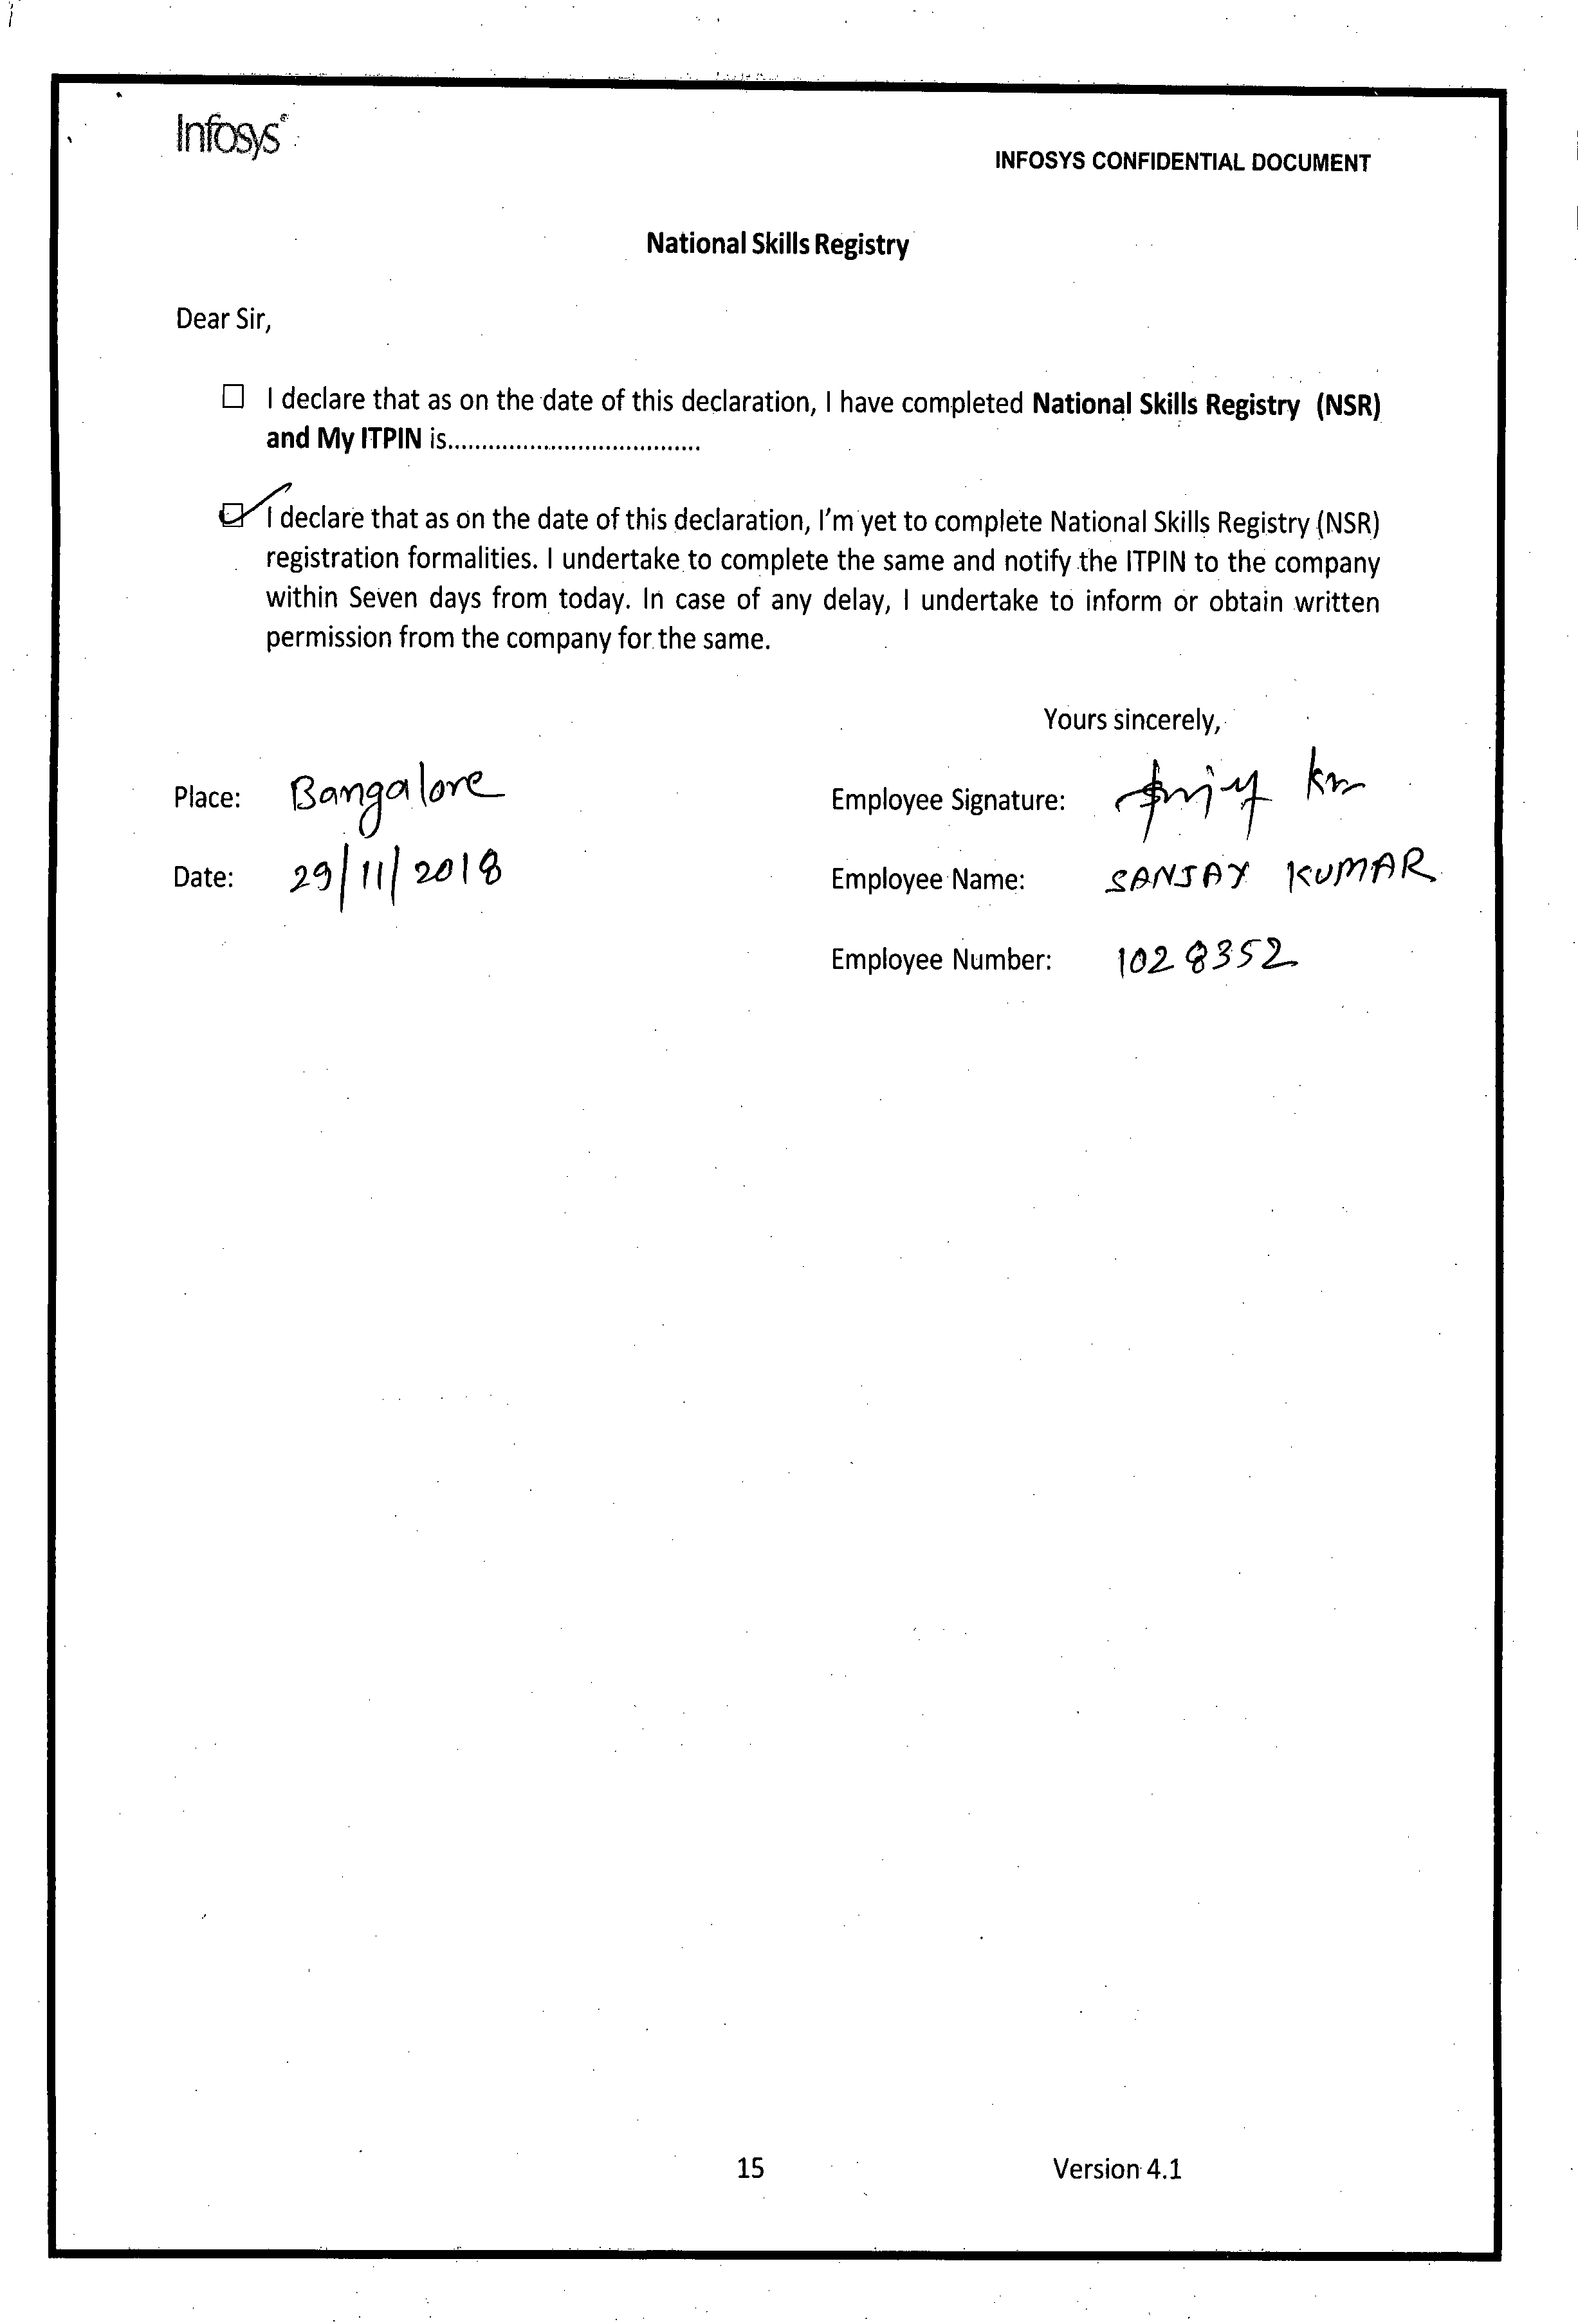 Infosys®
INFOSYS CONFIDENTIAL DOCUMENT
National Skills Registry
Dear Sir,
☐ I declare that as on the date of this declaration, I have completed National Skills Registry (NSR)
and My ITPIN is......................................
☑ I declare that as on the date of this declaration, I'm yet to complete National Skills Registry (NSR)
registration formalities. I undertake to complete the same and notify the ITPIN to the company
within Seven days from today. In case of any delay, I undertake to inform or obtain written
permission from the company for the same.
Yours sincerely,
Place: Bangalore
Employee Signature:
Date: 29/11/2018
Employee Name: SANJAY KUMAR
Employee Number: 1028352
15 Version 4.1